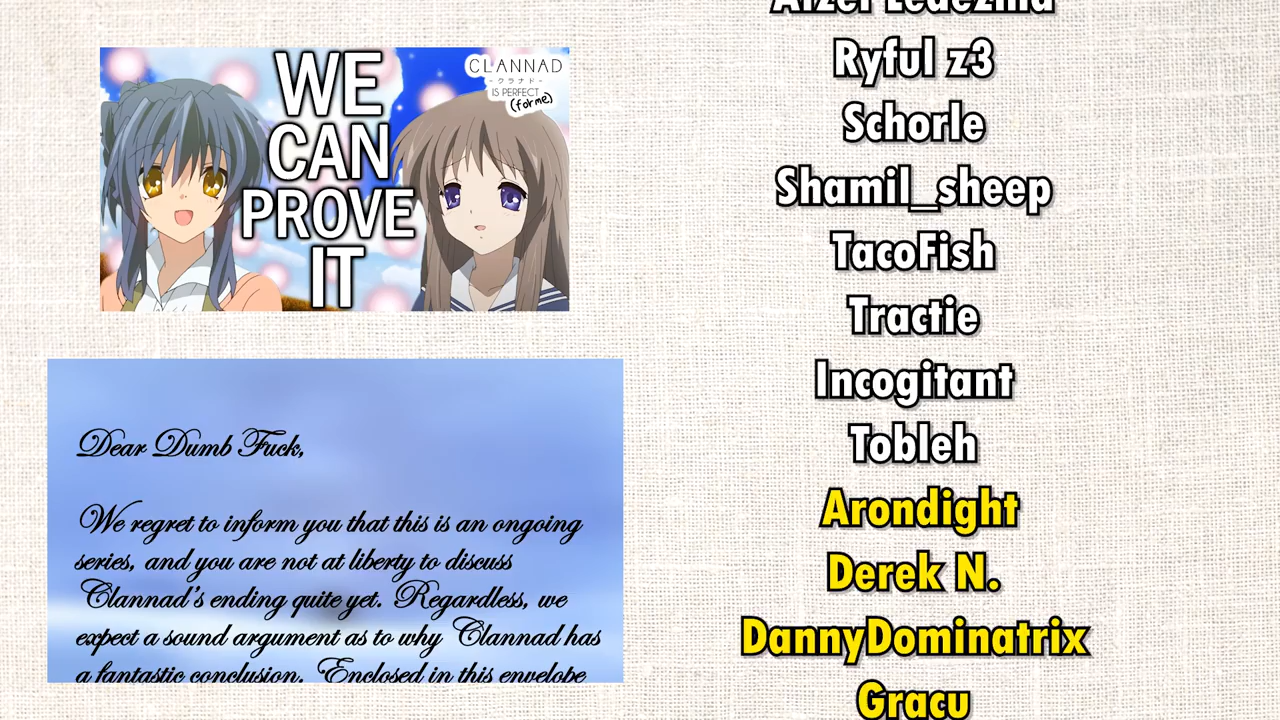 WE
CAN
PROVE
IT
CLANNAD
-クラナド-
IS PERFECT
(for me)
Dear Dumb Fuck,
We regret to inform you that this is an ongoing
series, and you are not at liberty to discuss
Clannad's ending quite yet. Regardless, we
expect a sound argument as to why Clannad has
a fantastic conclusion. Enclosed in this envelope
Ryful z3
Schorle
Shamil_sheep
TacoFish
Tractie
Incogitant
Tobleh
Arondight
Derek N.
DannyDominatrix
Gracu